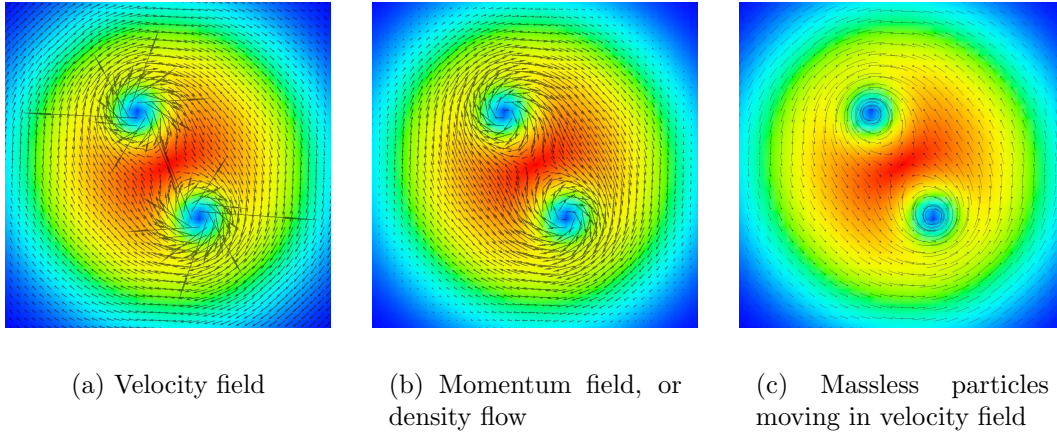 (a) Velocity field
(b) Momentum field, or
density flow
(c) Massless particles
moving in velocity field